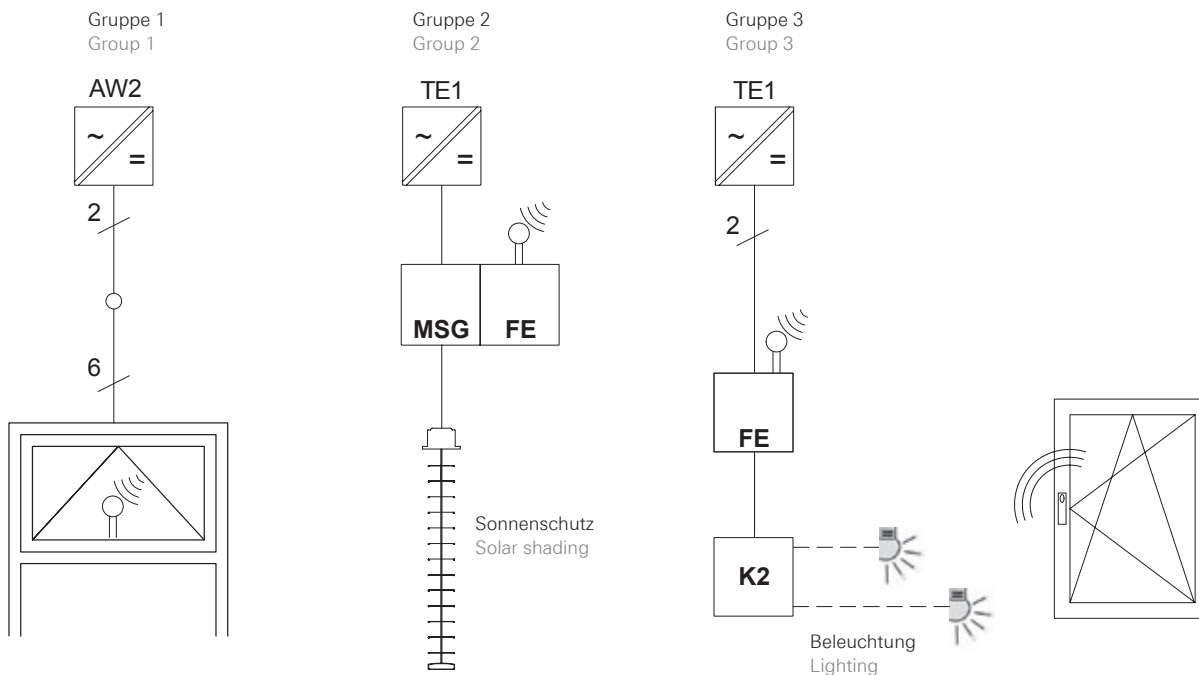 Gruppe 1
Group 1
AW2
~
=
2
6
Gruppe 2
Group 2
TE1
~
=
MSG
FE
Sonnenschutz
Solar shading
Gruppe 3
Group 3
TE1
~
=
2
FE
K2
Beleuchtung
Lighting